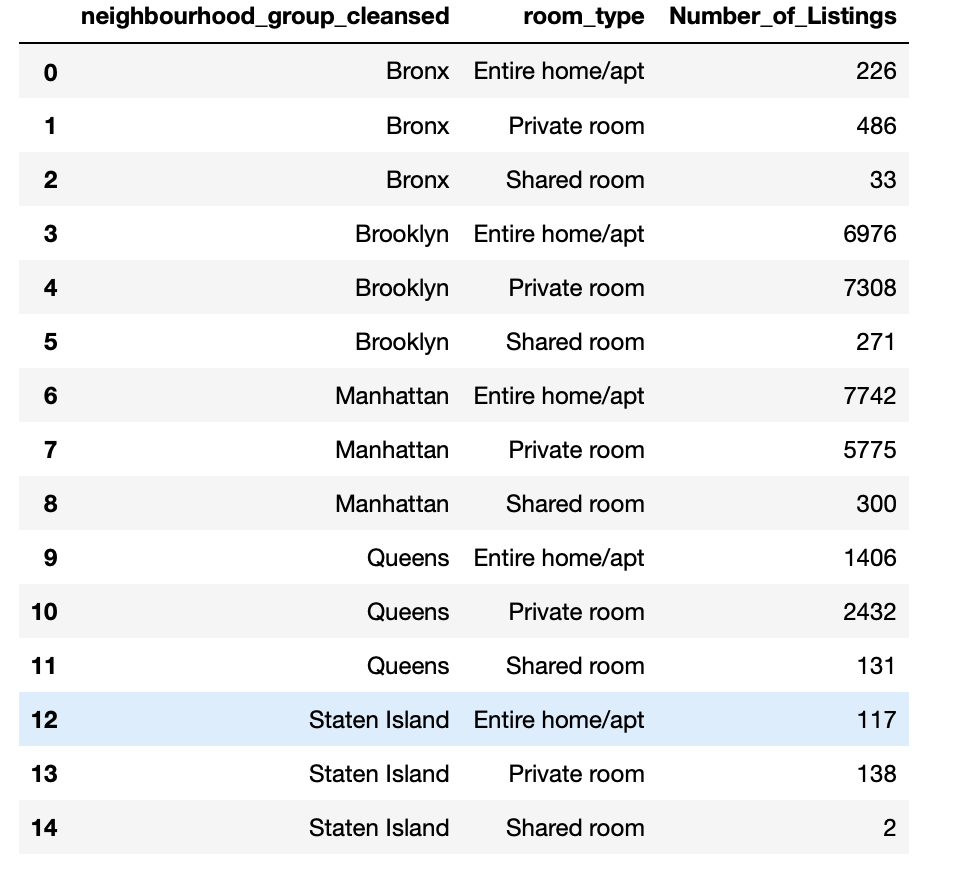 neighbourhood_group_cleansed room_type Number_of_Listings
0 Bronx Entire home/apt 226
1 Bronx Private room 486
2 Bronx Shared room 33
3 Brooklyn Entire home/apt 6976
4 Brooklyn Private room 7308
5 Brooklyn Shared room 271
6 Manhattan Entire home/apt 7742
7 Manhattan Private room 5775
8 Manhattan Shared room 300
9 Queens Entire home/apt 1406
10 Queens Private room 2432
11 Queens Shared room 131
12 Staten Island Entire home/apt 117
13 Staten Island Private room 138
14 Staten Island Shared room 2